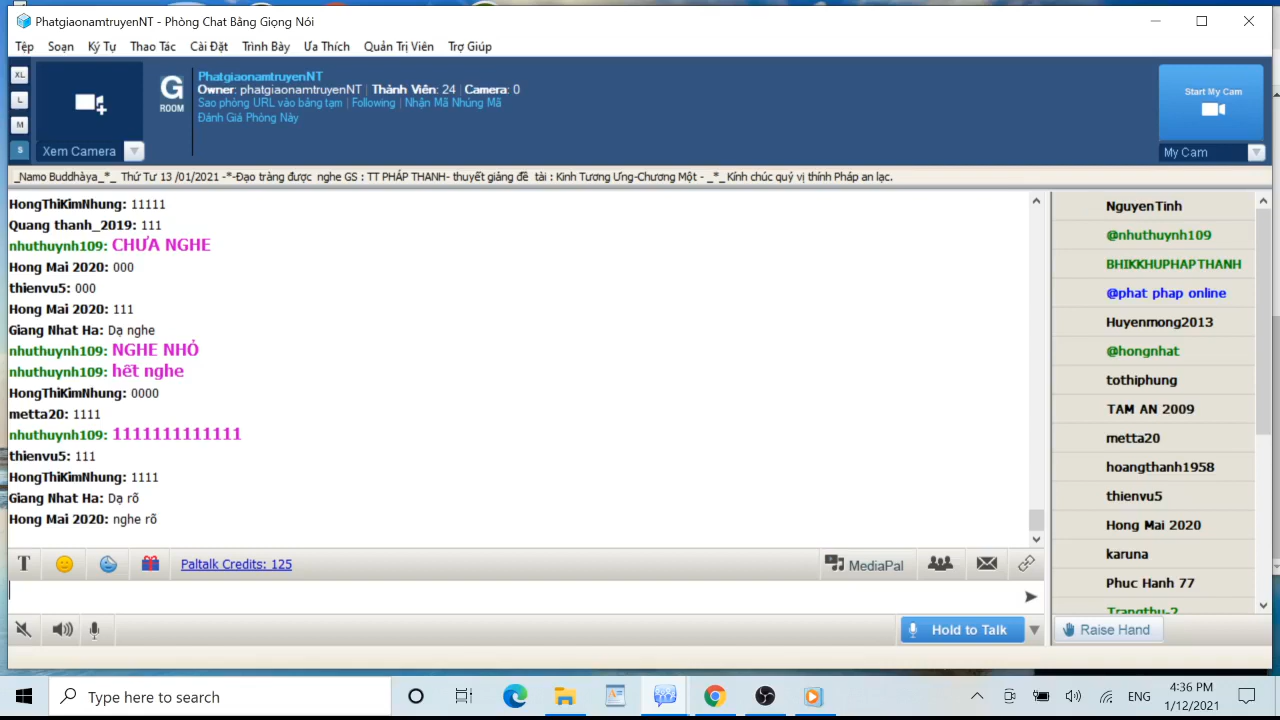 PhatgiaonamtruyenNT - Phòng Chat Bằng Giọng Nói
Tệp Soạn Ký Tự Thao Tác Cài Đặt Trình Bày Ưa Thích Quản Trị Viên Trợ Giúp
XL
L
M
S
Xem Camera
G
ROOM
PhatgiaonamtruyenNT
Owner: phatgiaonamtruyenNT | Thành Viên: 24 | Camera: 0
Sao phỏng URL vào bảng tạm | Following | Nhận Mã Nhúng Mã
Đánh Giá Phòng Này
Start My Cam
My Cam
_Namo Buddhàya_*_ Thứ Tư 13 /01/2021 -*-Đạo tràng được nghe GS : TT PHÁP THANH- thuyết giảng đề tài : Kinh Tương Ưng-Chương Một - _*_ Kính chúc quý vị thính Pháp an lạc.
HongThiKimNhung: 11111
Quang thanh_2019: 111
nhuthuynh109: CHƯA NGHE
Hong Mai 2020: 000
thienvu5: 000
Hong Mai 2020: 111
Giang Nhat Ha: Dạ nghe
nhuthuynh109: NGHE NHỎ
nhuthuynh109: hết nghe
HongThiKimNhung: 0000
metta20: 1111
nhuthuynh109: 1111111111111
thienvu5: 111
HongThiKimNhung: 1111
Giang Nhat Ha: Dạ rõ
Hong Mai 2020: nghe rõ
NguyenTinh
@nhuthuynh109
BHIKKHUPHAPTHANH
@phat phap online
Huyenmong2013
@hongnhat
tothiphung
TAM AN 2009
metta20
hoangthanh1958
thienvu5
Hong Mai 2020
karuna
Phuc Hanh 77
Trangthu-2
T Paltalk Credits: 125 MediaPal
Hold to Talk
Raise Hand
Type here to search
ENG
4:36 PM
1/12/2021